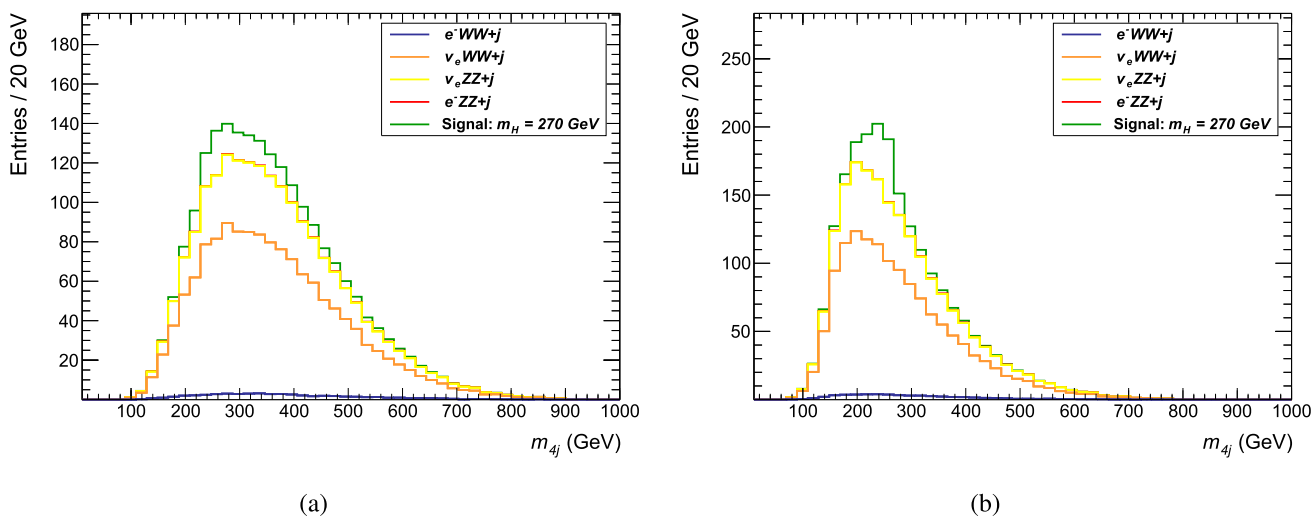 Entries / 20 GeV
180
160
140
120
100
80
60
40
20
100 200 300 400 500 600 700 800 900 1000
m4j (GeV)
e⁻WW+j
νeWW+j
νeZZ+j
e⁻ZZ+j
Signal: mH = 270 GeV
(a)
Entries / 20 GeV
250
200
150
100
50
100 200 300 400 500 600 700 800 900 1000
m4j (GeV)
e⁻WW+j
νeWW+j
νeZZ+j
e⁻ZZ+j
Signal: mH = 270 GeV
(b)